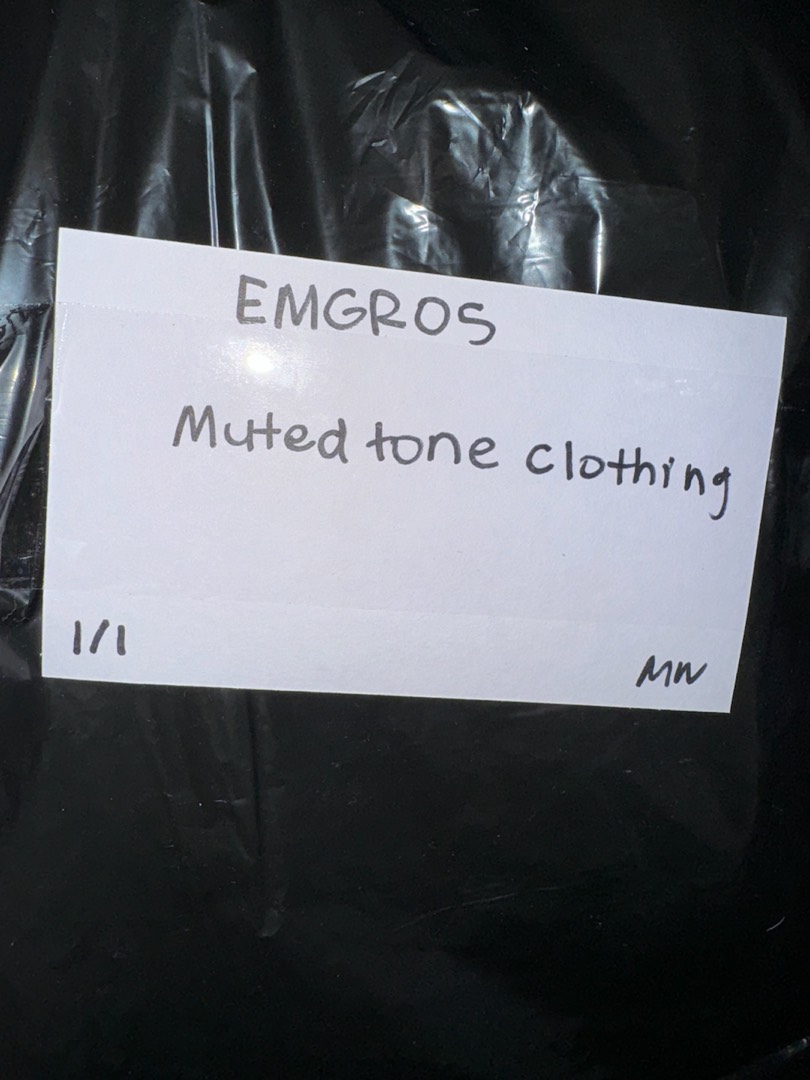 EMGROS
Muted tone clothing
1/1
MW